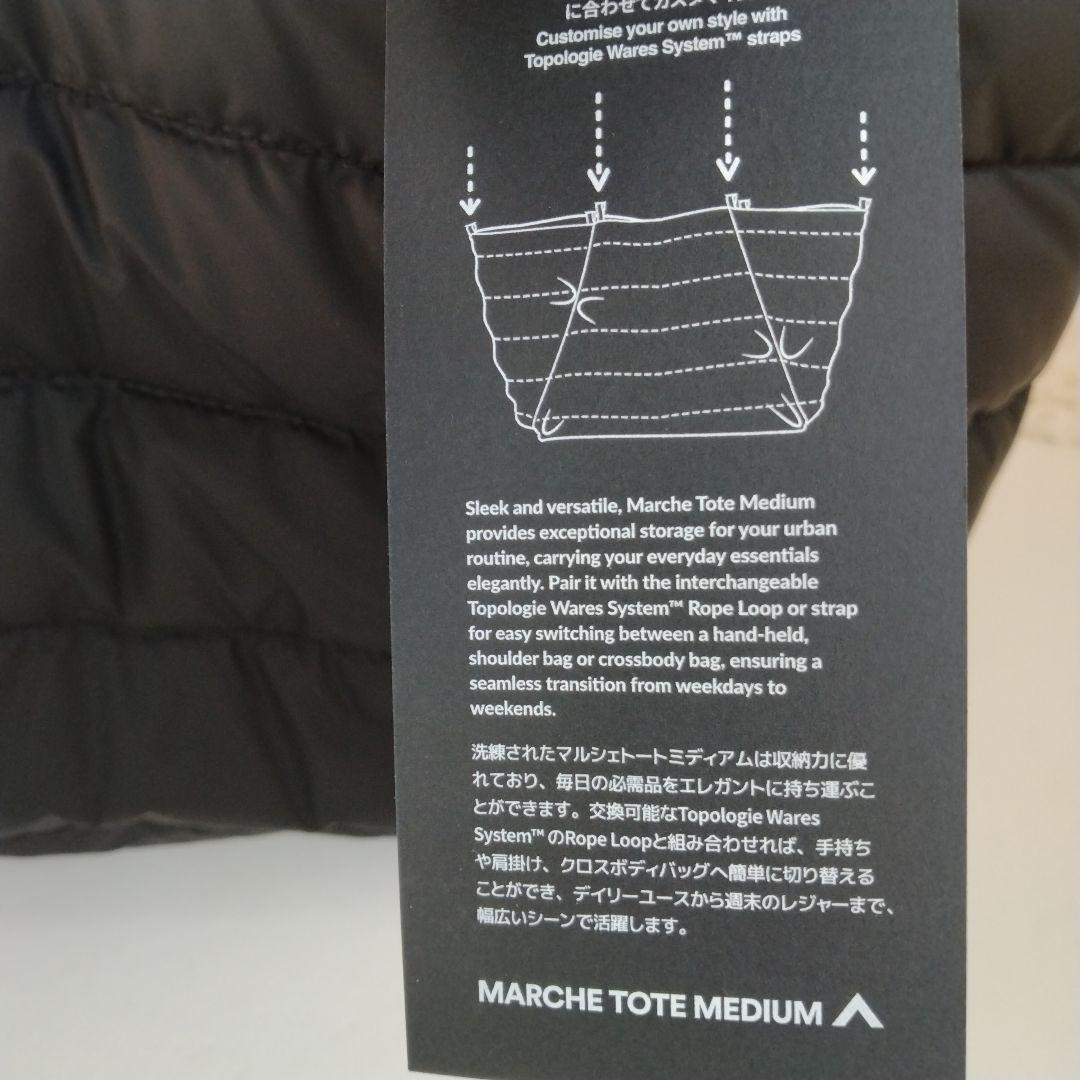 に合わせてカスタマイ
Customise your own style with
Topologie Wares System™ straps
Sleek and versatile, Marche Tote Medium
provides exceptional storage for your urban
routine, carrying your everyday essentials
elegantly. Pair it with the interchangeable
Topologie Wares System™ Rope Loop or strap
for easy switching between a hand-held,
shoulder bag or crossbody bag, ensuring a
seamless transition from weekdays to
weekends.
洗練されたマルシェトートミディアムは収納力に優
れており、毎日の必需品をエレガントに持ち運ぶこ
とができます。交換可能なTopologie Wares
System™ のRope Loopと組み合わせれば、手持ち
や肩掛け、クロスボディバッグへ簡単に切り替える
ことができ、デイリーユースから週末のレジャーまで、
幅広いシーンで活躍します。
MARCHE TOTE MEDIUM